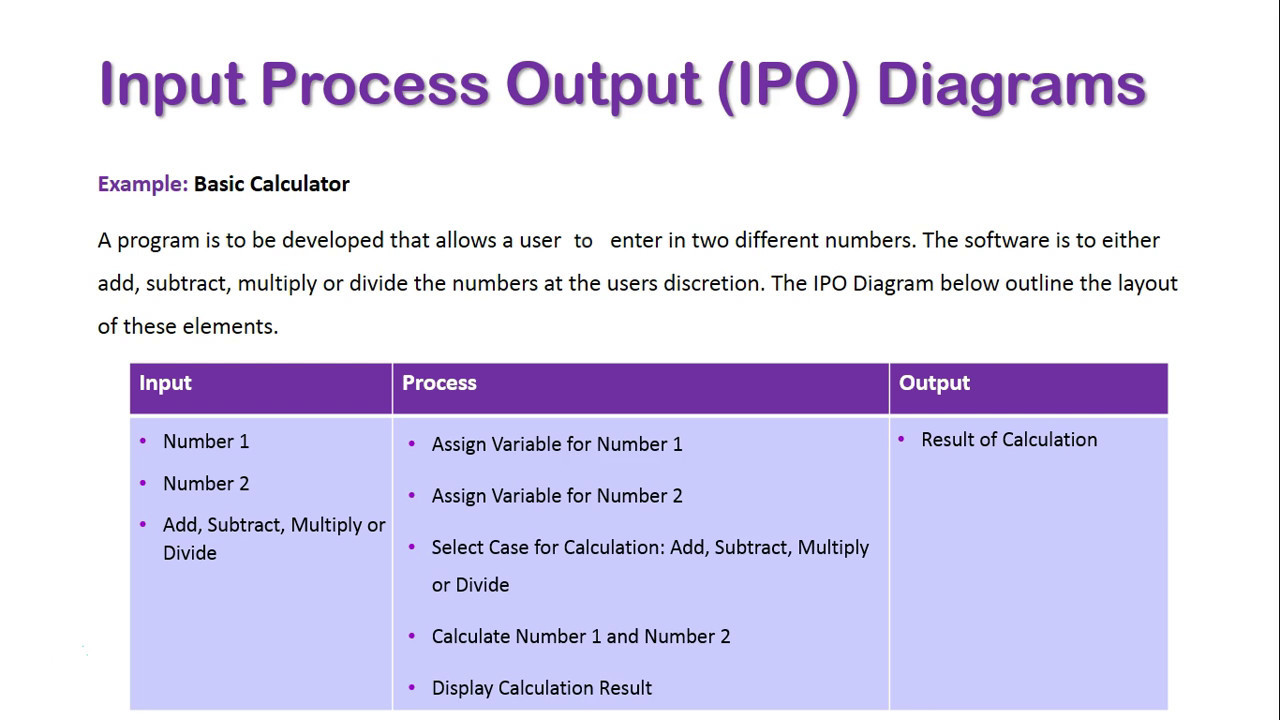 Input Process Output (IPO) Diagrams
Example: Basic Calculator
A program is to be developed that allows a user to enter in two different numbers. The software is to either
add, subtract, multiply or divide the numbers at the users discretion. The IPO Diagram below outline the layout
of these elements.
Input
Process
Output
• Number 1
• Number 2
• Add, Subtract, Multiply or
Divide
• Assign Variable for Number 1
• Assign Variable for Number 2
• Select Case for Calculation: Add, Subtract, Multiply
or Divide
• Calculate Number 1 and Number 2
• Display Calculation Result
• Result of Calculation